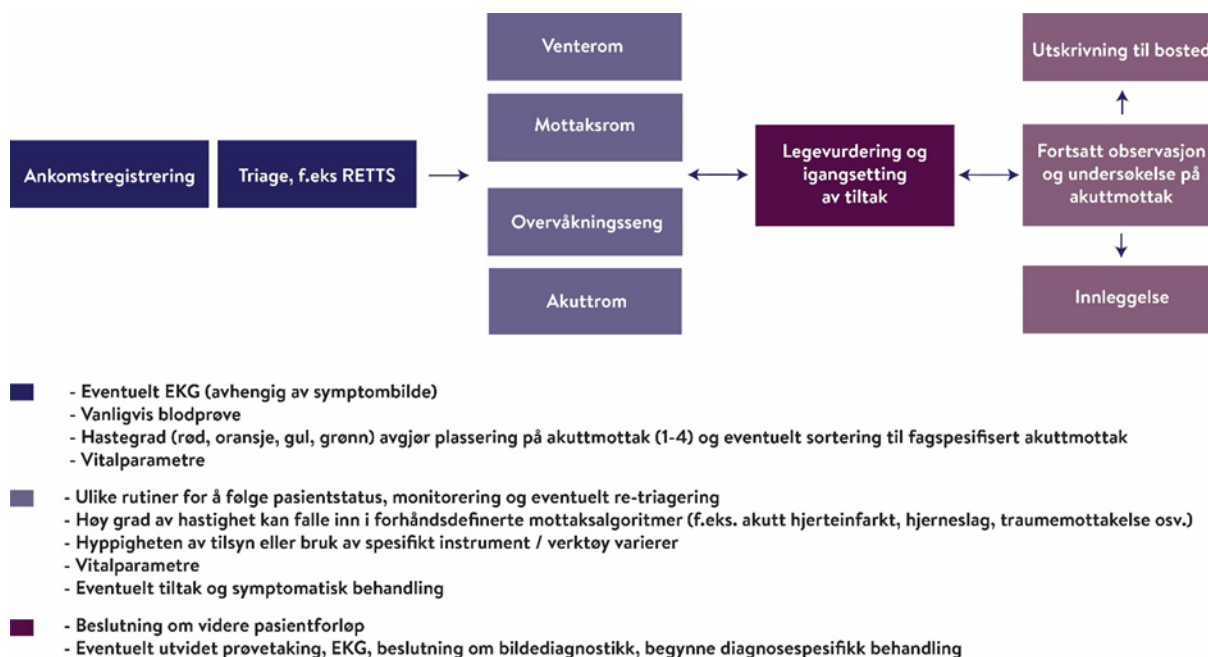 Ankomstregistrering
Triage, f.eks RETTS
Venterom
Mottaksrom
Overvåkningsseng
Akuttrom
Legevurdering og
igangsetting
av tiltak
Utskrivning til bosted
Fortsatt observasjon
og undersøkelse på
akuttmottak
Innleggelse
- Eventuelt EKG (avhengig av symptombilde)
- Vanligvis blodprøve
- Hastegrad (rød, oransje, gul, grønn) avgjør plassering på akuttmottak (1-4) og eventuelt sortering til fagspesifisert akuttmottak
- Vitalparametre
- Ulike rutiner for å følge pasientstatus, monitorering og eventuelt re-triagering
- Høy grad av hastighet kan falle inn i forhåndsdefinerte mottaksalgoritmer (f.eks. akutt hjerteinfarkt, hjerneslag, traumemottakelse osv.)
- Hyppigheten av tilsyn eller bruk av spesifikt instrument / verktøy varierer
- Vitalparametre
- Eventuelt tiltak og symptomatisk behandling
- Beslutning om videre pasientforløp
- Eventuelt utvidet prøvetaking, EKG, beslutning om bildediagnostikk, begynne diagnosespesifikk behandling